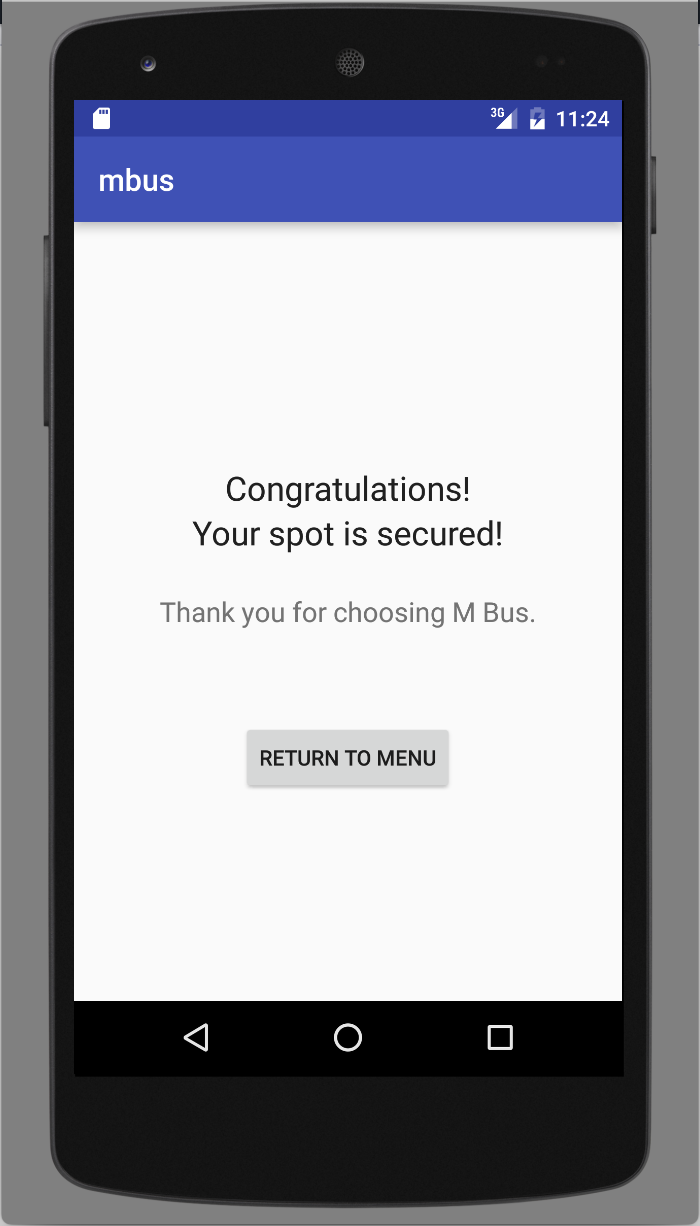 3G 11:24
mbus
Congratulations!
Your spot is secured!
Thank you for choosing M Bus.
RETURN TO MENU